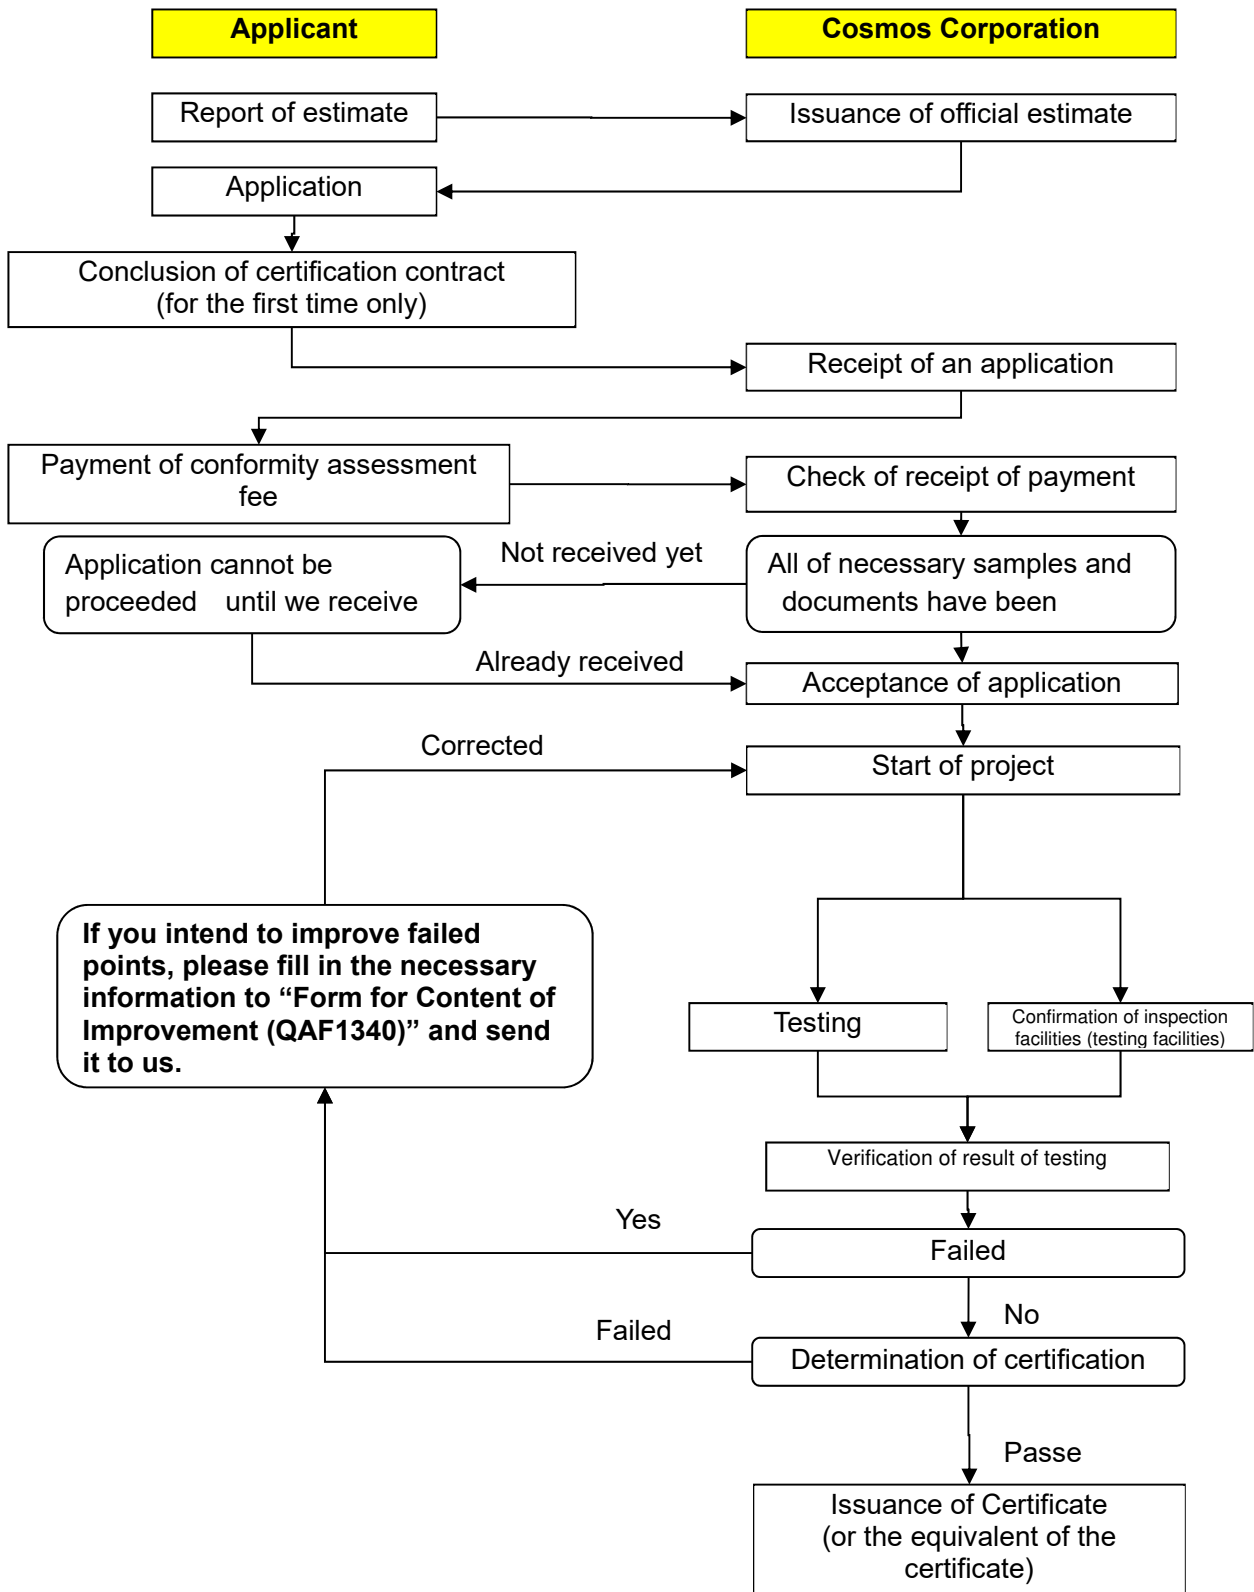 Applicant
Cosmos Corporation
Report of estimate
Issuance of official estimate
Application
Conclusion of certification contract
(for the first time only)
Receipt of an application
Payment of conformity assessment
fee
Check of receipt of payment
Application cannot be
proceeded until we receive
Not received yet
All of necessary samples and
documents have been
Already received
Acceptance of application
Corrected
Start of project
If you intend to improve failed
points, please fill in the necessary
information to “Form for Content of
Improvement (QAF1340)” and send
it to us.
Testing
Confirmation of inspection
facilities (testing facilities)
Verification of result of testing
Yes
Failed
No
Failed
Determination of certification
Passe
Issuance of Certificate
(or the equivalent of the
certificate)